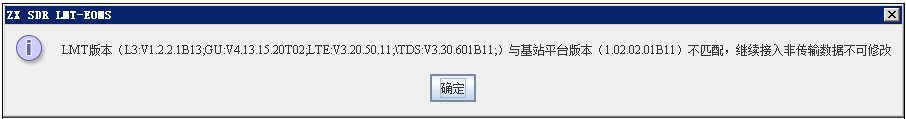 ZX SDR LMT-EOMS
LMT版本（L3:V1.2.2.1B13;GU:V4.13.15.20T02;LTE:V3.20.50.11;\TDS:V3.30.601B11;）与基站平台版本（1.02.02.01B11）不匹配，继续接入非传输数据不可修改
确定